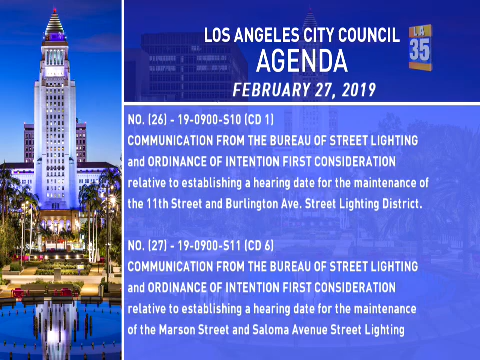 LOS ANGELES CITY COUNCIL
AGENDA
FEBRUARY 27, 2019
LA
35
NO. (26) - 19-0900-S10 (CD 1)
COMMUNICATION FROM THE BUREAU OF STREET LIGHTING
and ORDINANCE OF INTENTION FIRST CONSIDERATION
relative to establishing a hearing date for the maintenance of
the 11th Street and Burlington Ave. Street Lighting District.
NO. (27) - 19-0900-S11 (CD 6)
COMMUNICATION FROM THE BUREAU OF STREET LIGHTING
and ORDINANCE OF INTENTION FIRST CONSIDERATION
relative to establishing a hearing date for the maintenance
of the Marson Street and Saloma Avenue Street Lighting